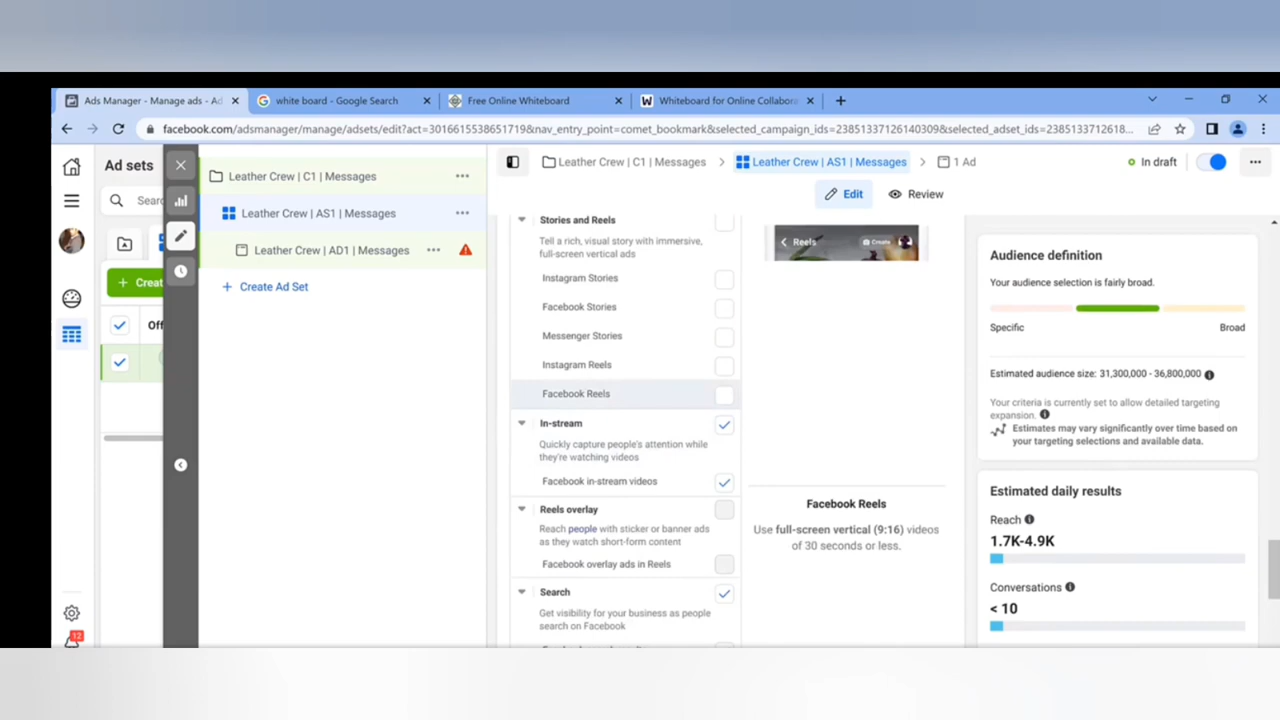 Ads Manager - Manage ads - Ad
white board - Google Search
Free Online Whiteboard
Whiteboard for Online Collabora
facebook.com/adsmanager/manage/adsets/edit?act=3016615538651719&nav_entry_point=comet_bookmark&selected_campaign_ids=23851337126140309&selected_adset_ids=2385133712618...
Ad sets
Leather Crew | C1 | Messages
Leather Crew | AS1 | Messages
1 Ad
In draft
Leather Crew | C1 | Messages
Edit
Review
Sear
Leather Crew | AS1 | Messages
Leather Crew | AD1 | Messages
+ Creat
+ Create Ad Set
Off
12
Stories and Reels
Tell a rich, visual story with immersive,
full-screen vertical ads
Instagram Stories
Facebook Stories
Messenger Stories
Instagram Reels
Facebook Reels
In-stream
Quickly capture people's attention while
they're watching videos
Facebook in-stream videos
Reels overlay
Reach people with sticker or banner ads
as they watch short-form content
Facebook overlay ads in Reels
Search
Get visibility for your business as people
search on Facebook
Reels
Create
Facebook Reels
Use full-screen vertical (9:16) videos
of 30 seconds or less.
Audience definition
Your audience selection is fairly broad.
Specific
Broad
Estimated audience size: 31,300,000 - 36,800,000
Your criteria is currently set to allow detailed targeting
expansion.
Estimates may vary significantly over time based on
your targeting selections and available data.
Estimated daily results
Reach
1.7K-4.9K
Conversations
< 10